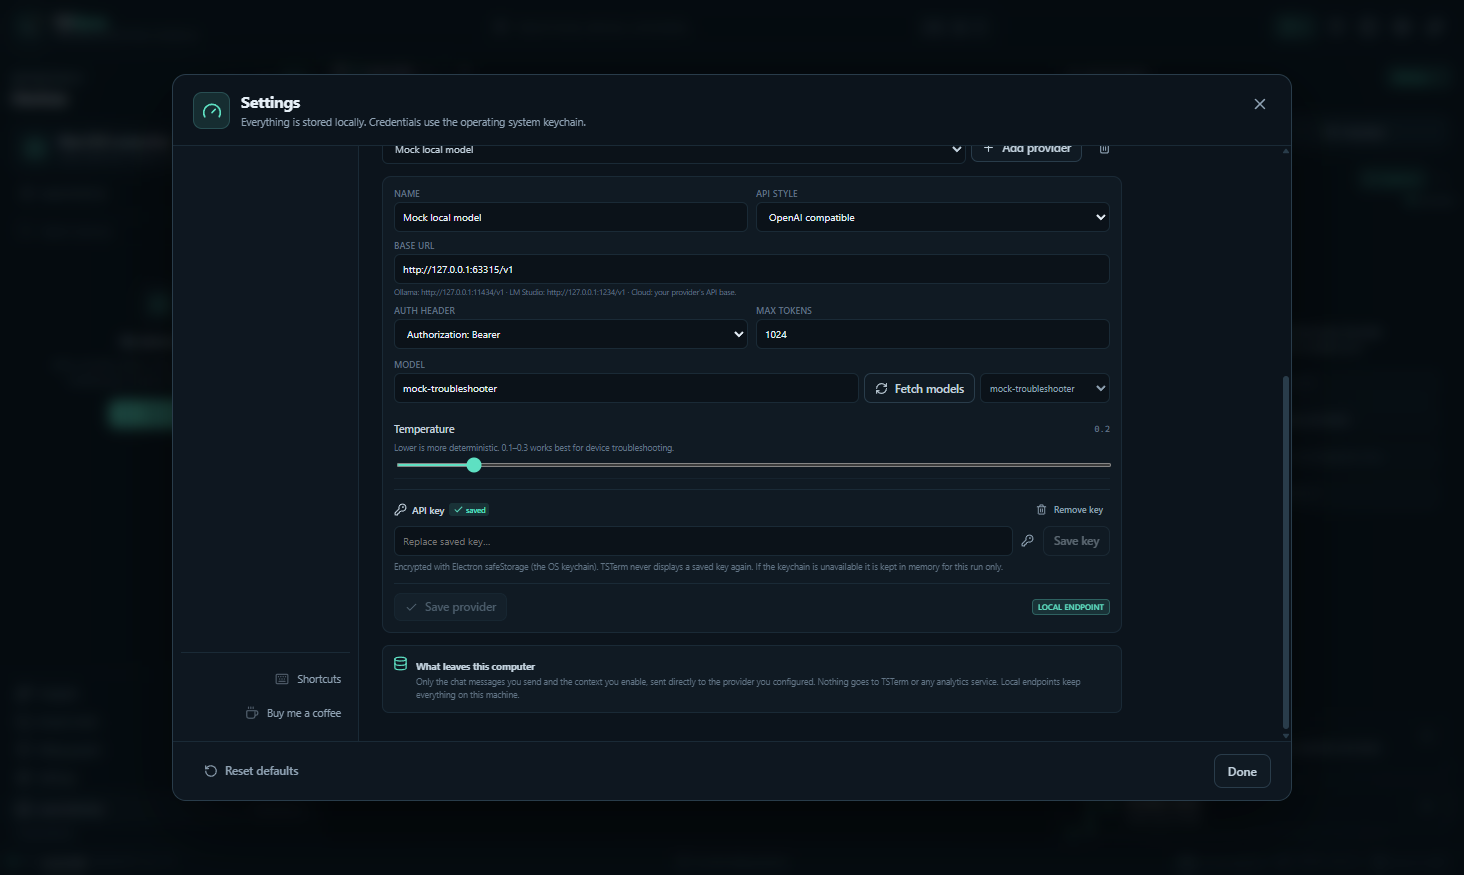 Settings
Everything is stored locally. Credentials use the operating system keychain.
Mock local model
Add provider
NAME
API STYLE
Mock local model
OpenAI compatible
BASE URL
http://127.0.0.1:63315/v1
Ollama: http://127.0.0.1:11434/v1 · LM Studio: http://127.0.0.1:1234/v1 · Cloud: your provider's API base.
AUTH HEADER
MAX TOKENS
Authorization: Bearer
1024
MODEL
mock-troubleshooter
Fetch models
mock-troubleshooter
Temperature
0.2
Lower is more deterministic. 0.1–0.3 works best for device troubleshooting.
API key
saved
Remove key
Replace saved key...
Save key
Encrypted with Electron safeStorage (the OS keychain). TSTerm never displays a saved key again. If the keychain is unavailable it is kept in memory for this run only.
Save provider
LOCAL ENDPOINT
What leaves this computer
Only the chat messages you send and the context you enable, sent directly to the provider you configured. Nothing goes to TSTerm or any analytics service. Local endpoints keep
everything on this machine.
Shortcuts
Buy me a coffee
Reset defaults
Done